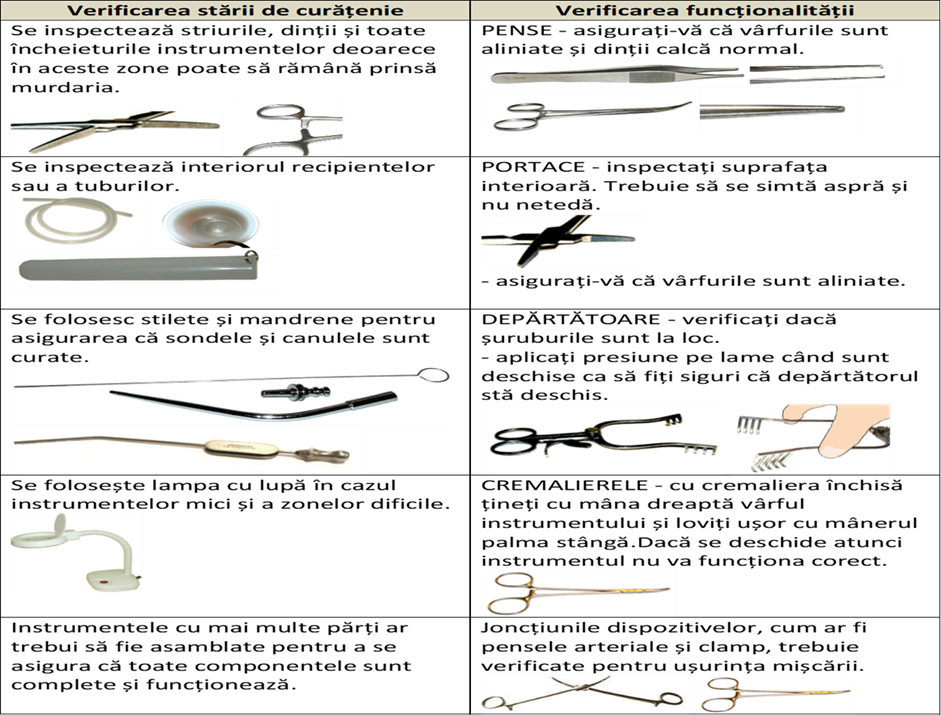 Verificarea stării de curățenie
Verificarea funcționalității
Se inspectează striurile, dinții și toate
încheieturile instrumentelor deoarece
în aceste zone poate să rămână prinsă
murdaria.
PENSE - asigurați-vă că vârfurile sunt
aliniate și dinții calcă normal.
Se inspectează interiorul recipientelor
sau a tuburilor.
PORTACE - inspectați suprafața
interioară. Trebuie să se simtă aspră și
nu netedă.
- asigurați-vă că vârfurile sunt aliniate.
Se folosesc stilete și mandrene pentru
asigurarea că sondele și canulele sunt
curate.
DEPĂRTĂTOARE - verificați dacă
șuruburile sunt la loc.
- aplicați presiune pe lame când sunt
deschise ca să fiți siguri că depărtătorul
stă deschis.
Se folosește lampa cu lupă în cazul
instrumentelor mici și a zonelor dificile.
CREMALIERELE - cu cremaliera închisă
țineți cu mâna dreaptă vârful
instrumentului și loviți ușor cu mânerul
palma stângă.Dacă se deschide atunci
instrumentul nu va funcționa corect.
Instrumentele cu mai multe părți ar
trebui să fie asamblate pentru a se
asigura că toate componentele sunt
complete și funcționează.
Joncțiunile dispozitivelor, cum ar fi
pensele arteriale și clamp, trebuie
verificate pentru ușurința mișcării.